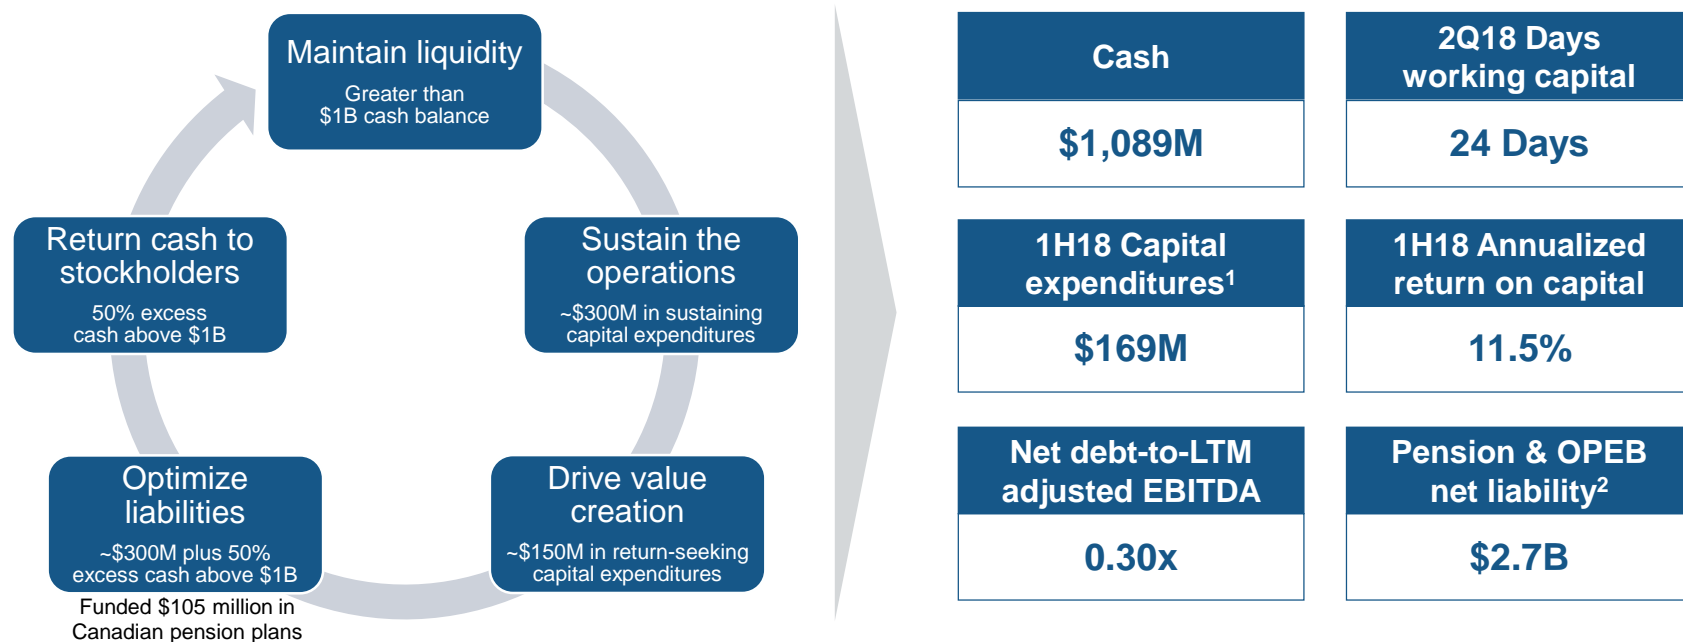 Maintain liquidity
Greater than
$1B cash balance
Sustain the
operations
~$300M in sustaining
capital expenditures
Drive value
creation
~$150M in return-seeking
capital expenditures
Optimize
liabilities
~$300M plus 50%
excess cash above $1B
Funded $105 million in
Canadian pension plans
Return cash to
stockholders
50% excess
cash above $1B
Cash
$1,089M
2Q18 Days
working capital
24 Days
1H18 Capital
expenditures¹
$169M
1H18 Annualized
return on capital
11.5%
Net debt-to-LTM
adjusted EBITDA
0.30x
Pension & OPEB
net liability²
$2.7B